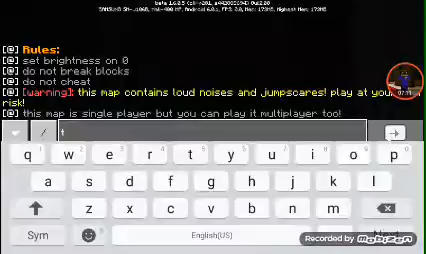 [@] Rules:
[@] set brightness on 0
[@] do not break blocks
[@] do not cheat
[@] [warning]: this map contains loud noises and jumpscares! play at your own
risk!
[@] this map is single player but you can play it multiplayer too!
/ t
q w e r t y u i o p
a s d f g h j k l
z x c v b n m
Sym English(US)
Recorded by Mobizen